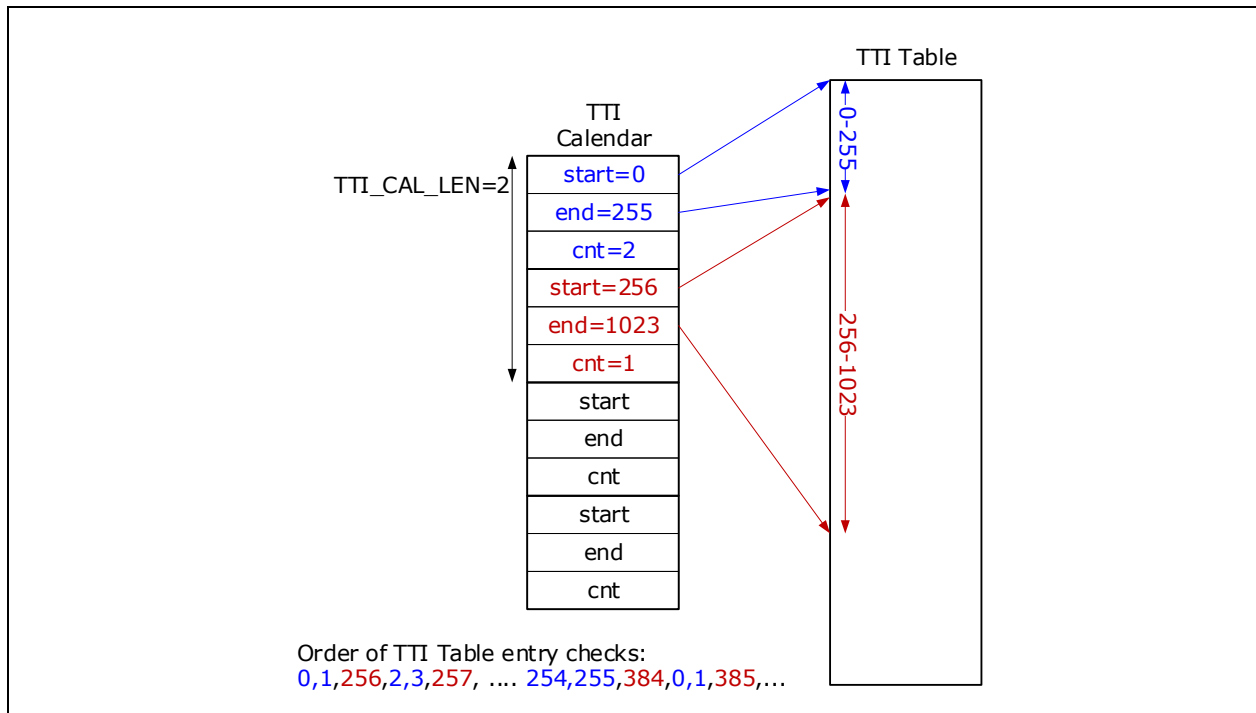 TTI Table
TTI
Calendar
TTI_CAL_LEN=2
start=0
end=255
cnt=2
start=256
end=1023
cnt=1
start
end
cnt
start
end
cnt
0-255
256-1023
Order of TTI Table entry checks:
0,1,256,2,3,257, .... 254,255,384,0,1,385,...